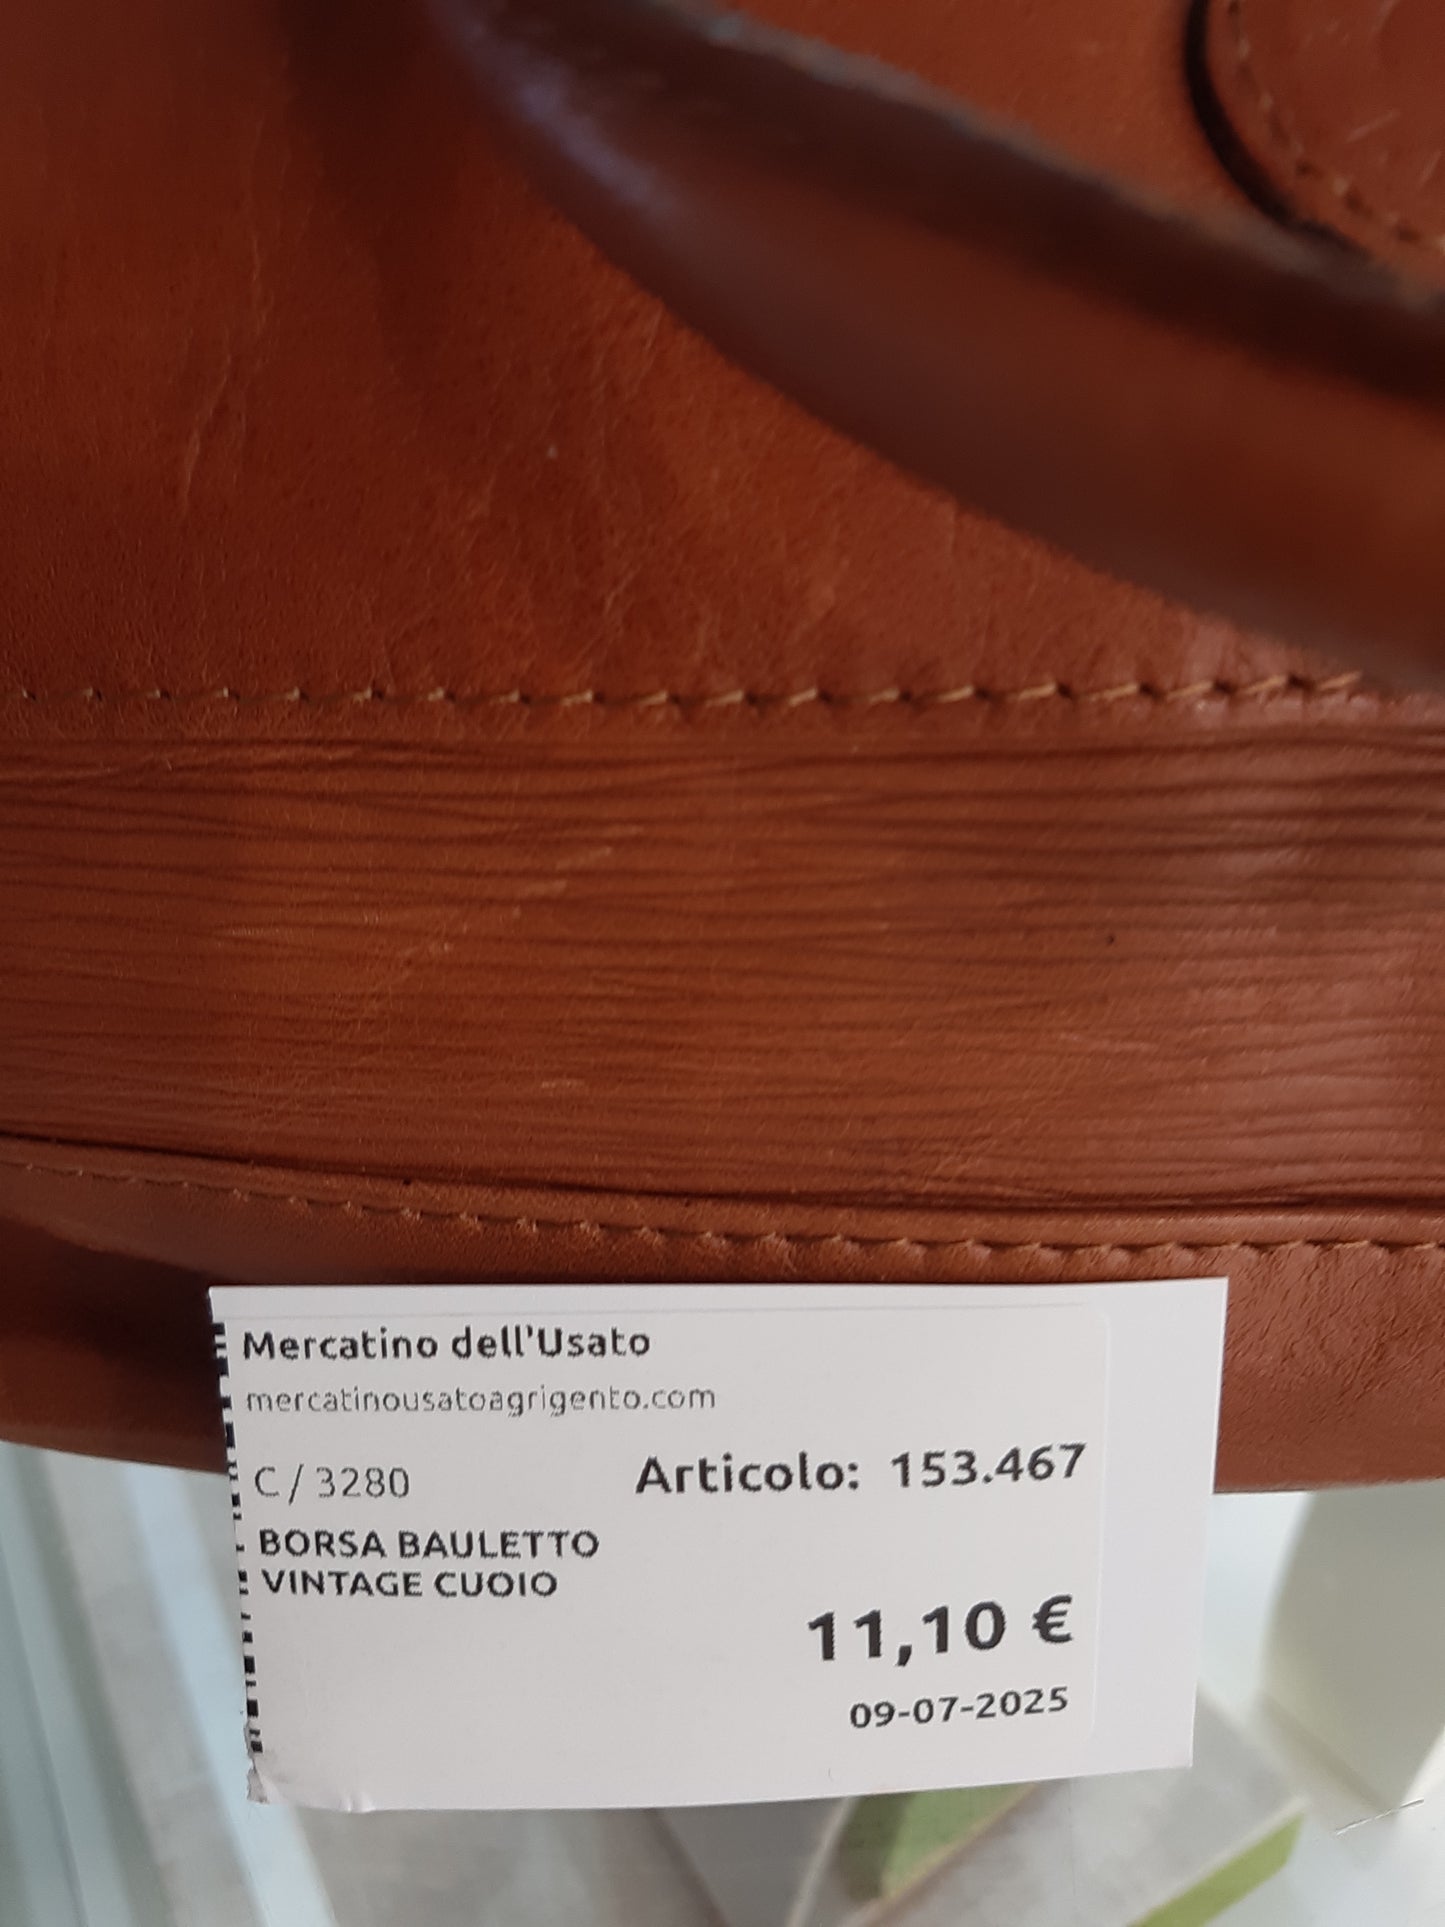 Mercatino dell'Usato
mercatinousatoagrigento.com
C / 3280 Articolo: 153.467
BORSA BAULETTO
VINTAGE CUOIO
11,10 €
09-07-2025